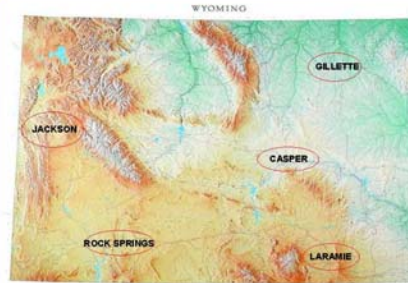 WYOMING
GILLETTE
JACKSON
CASPER
ROCK SPRINGS
LARAMIE